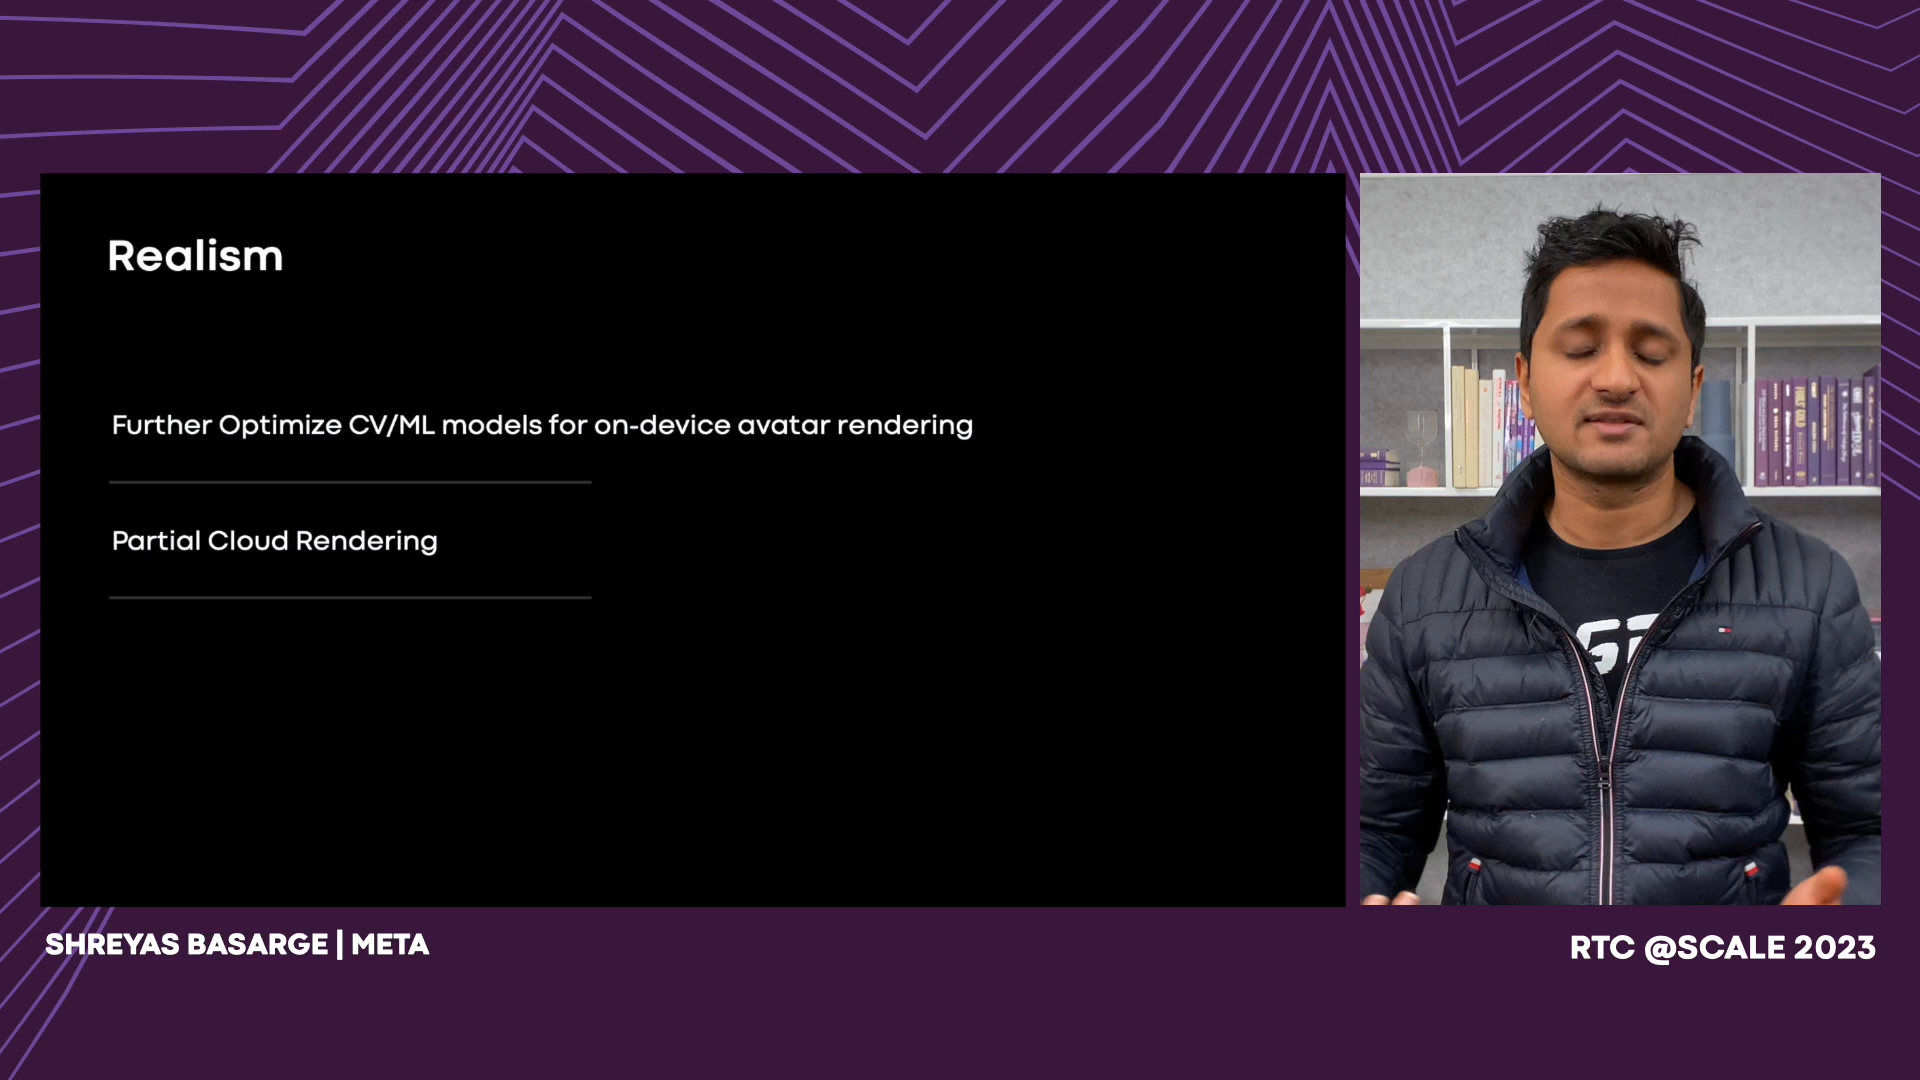 Realism
Further Optimize CV/ML models for on-device avatar rendering
Partial Cloud Rendering
SHREYAS BASARGE | META
RTC @SCALE 2023